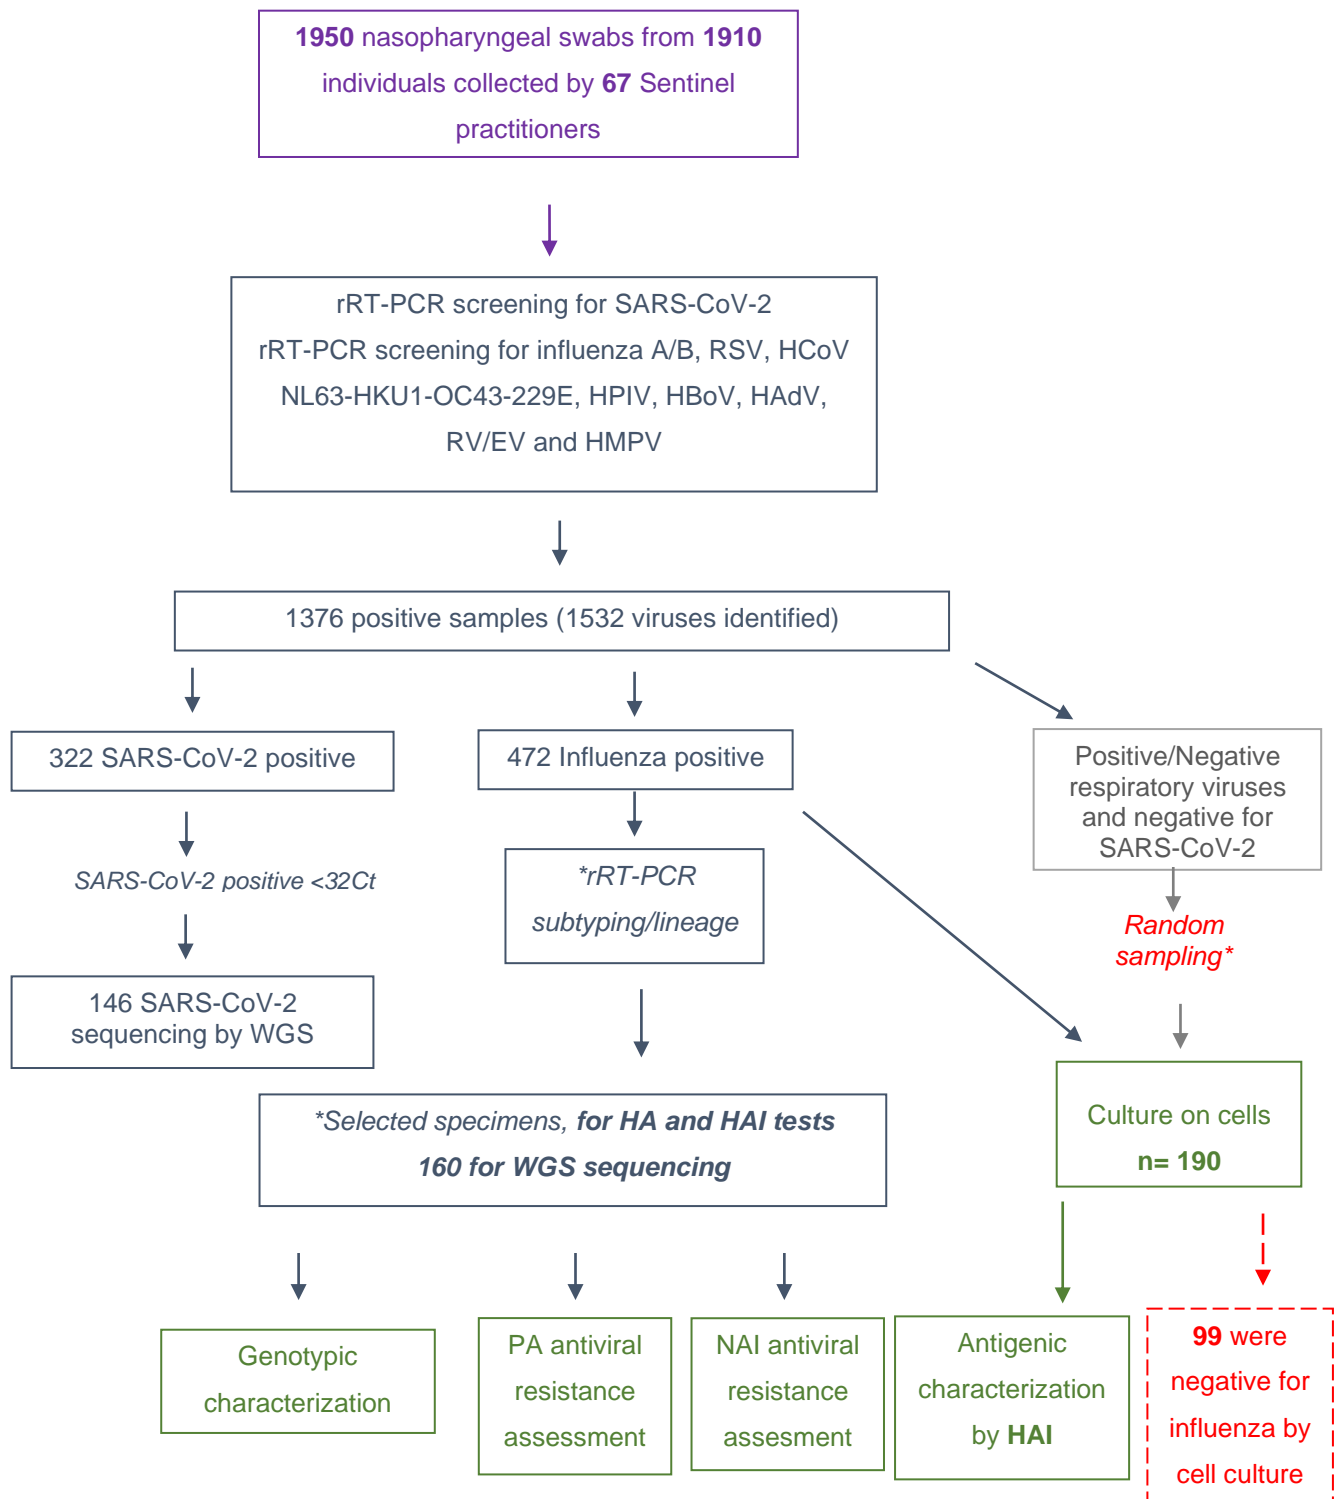 1950 nasopharyngeal swabs from 1910
individuals collected by 67 Sentinel
practitioners
rRT-PCR screening for SARS-CoV-2
rRT-PCR screening for influenza A/B, RSV, HCoV
NL63-HKU1-OC43-229E, HPIV, HBoV, HAdV,
RV/EV and HMPV
1376 positive samples (1532 viruses identified)
322 SARS-CoV-2 positive
472 Influenza positive
Positive/Negative
respiratory viruses
and negative for
SARS-CoV-2
SARS-CoV-2 positive <32Ct
*rRT-PCR
subtyping/lineage
Random
sampling*
146 SARS-CoV-2
sequencing by WGS
*Selected specimens, for HA and HAI tests
160 for WGS sequencing
Culture on cells
n= 190
Genotypic
characterization
PA antiviral
resistance
assessment
NAI antiviral
resistance
assesment
Antigenic
characterization
by HAI
99 were
negative for
influenza by
cell culture